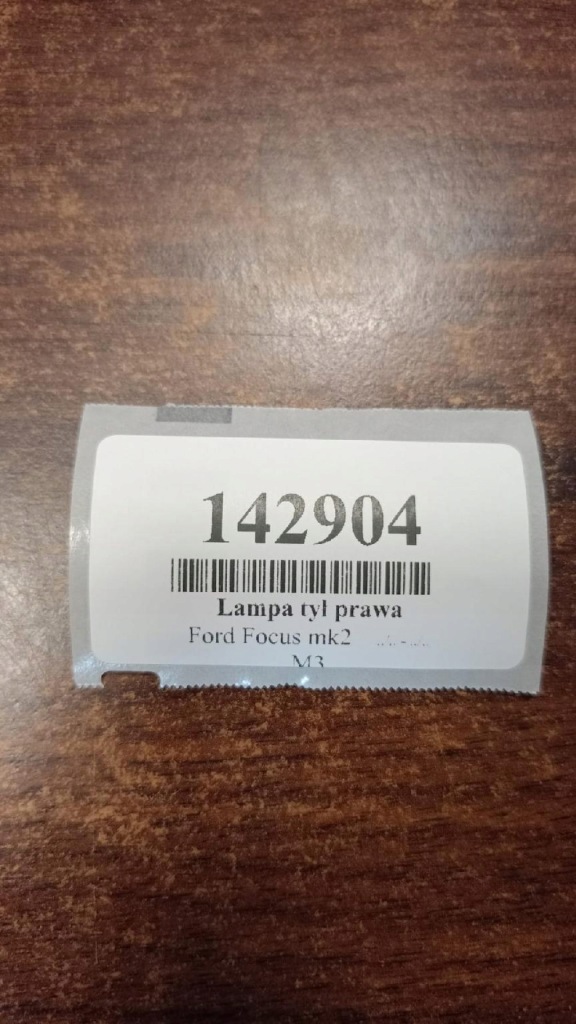 142904
Lampa tył prawa
Ford Focus mk2
M3